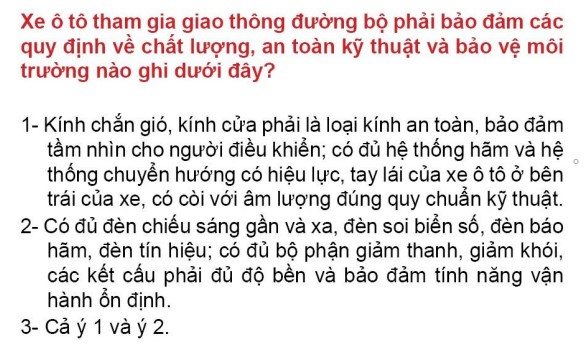 Xe ô tô tham gia giao thông đường bộ phải bảo đảm các
quy định về chất lượng, an toàn kỹ thuật và bảo vệ môi
trường nào ghi dưới đây?
1- Kính chắn gió, kính cửa phải là loại kính an toàn, bảo đảm
tầm nhìn cho người điều khiển; có đủ hệ thống hãm và hệ
thống chuyển hướng có hiệu lực, tay lái của xe ô tô ở bên
trái của xe, có còi với âm lượng đúng quy chuẩn kỹ thuật.
2- Có đủ đèn chiếu sáng gần và xa, đèn soi biển số, đèn báo
hãm, đèn tín hiệu; có đủ bộ phận giảm thanh, giảm khói,
các kết cấu phải đủ độ bền và bảo đảm tính năng vận
hành ổn định.
3- Cả ý 1 và ý 2.